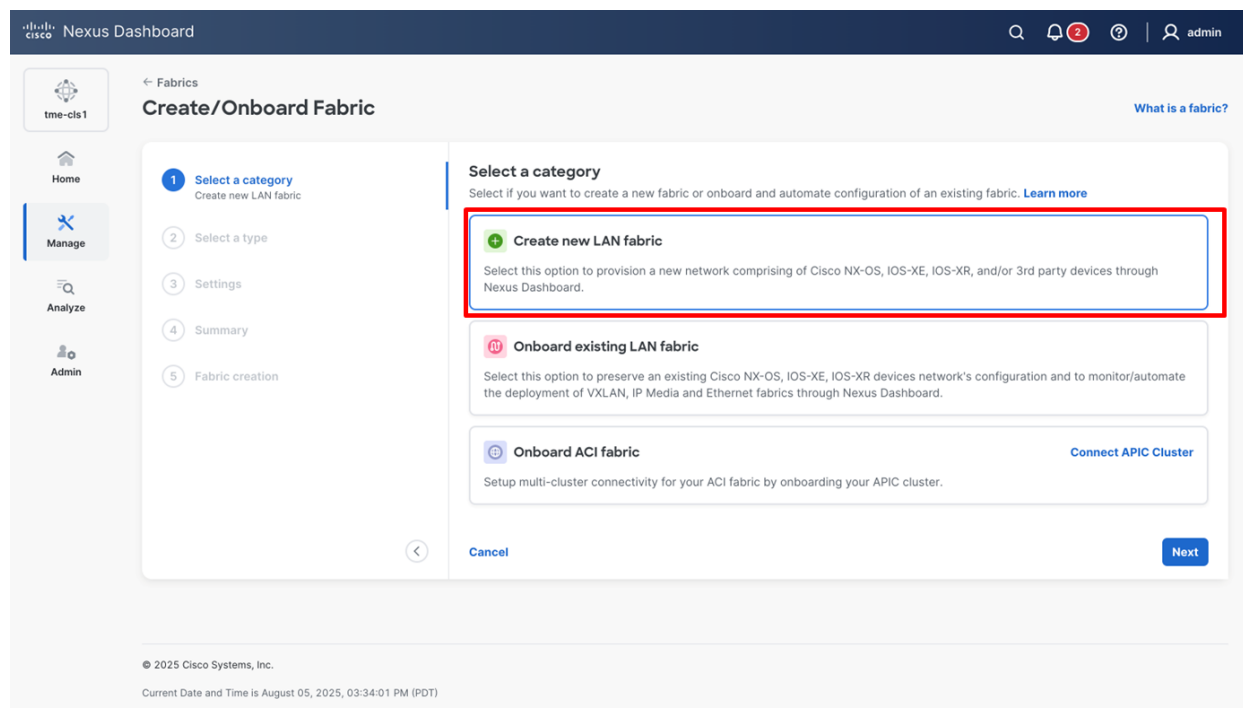 cisco Nexus Dashboard
2
admin
tme-cls1
Home
Manage
Analyze
Admin
← Fabrics
Create/Onboard Fabric
What is a fabric?
1 Select a category
Create new LAN fabric
2 Select a type
3 Settings
4 Summary
5 Fabric creation
Select a category
Select if you want to create a new fabric or onboard and automate configuration of an existing fabric. Learn more
Create new LAN fabric
Select this option to provision a new network comprising of Cisco NX-OS, IOS-XE, IOS-XR, and/or 3rd party devices through
Nexus Dashboard.
Onboard existing LAN fabric
Select this option to preserve an existing Cisco NX-OS, IOS-XE, IOS-XR devices network's configuration and to monitor/automate
the deployment of VXLAN, IP Media and Ethernet fabrics through Nexus Dashboard.
Onboard ACI fabric
Connect APIC Cluster
Setup multi-cluster connectivity for your ACI fabric by onboarding your APIC cluster.
Cancel
Next
© 2025 Cisco Systems, Inc.
Current Date and Time is August 05, 2025, 03:34:01 PM (PDT)